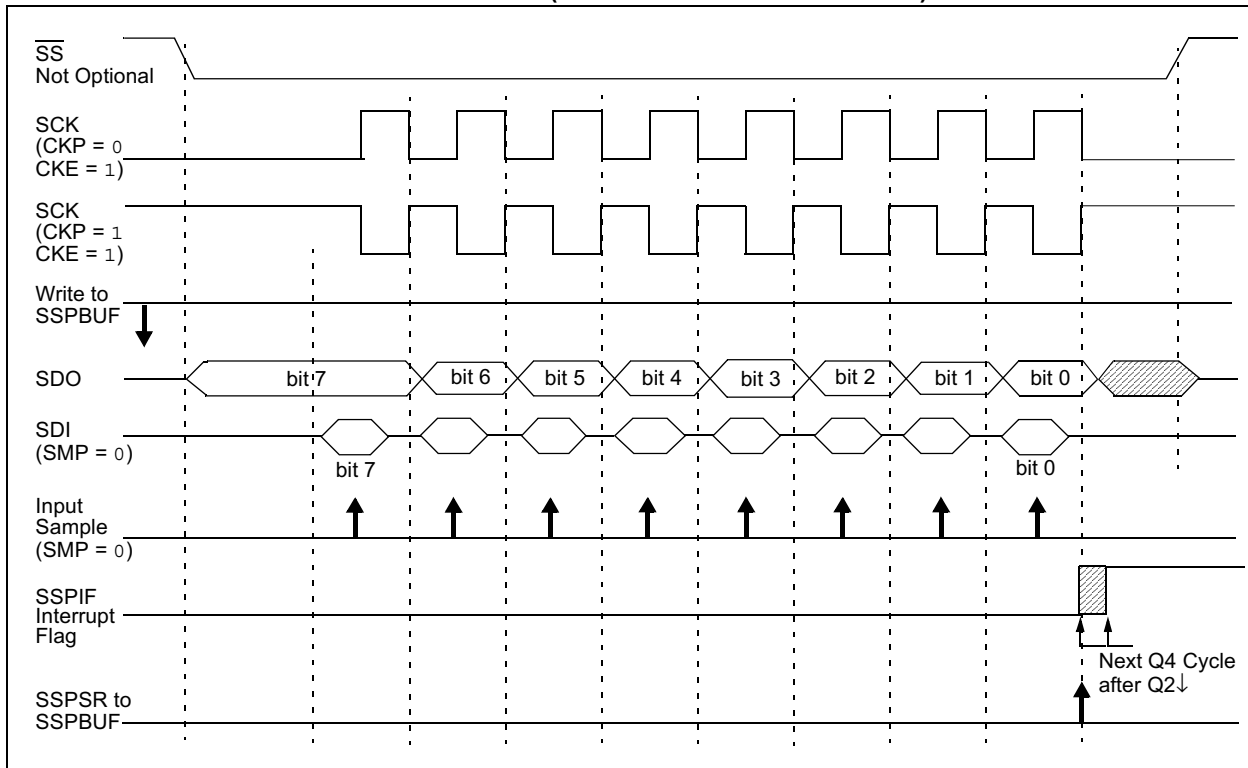 SS
Not Optional
SCK
(CKP = 0
CKE = 1)
SCK
(CKP = 1
CKE = 1)
Write to
SSPBUF
SDO
bit 7 bit 6 bit 5 bit 4 bit 3 bit 2 bit 1 bit 0
SDI
(SMP = 0)
bit 7 bit 0
Input
Sample
(SMP = 0)
SSPIF
Interrupt
Flag
Next Q4 Cycle
after Q2↓
SSPSR to
SSPBUF